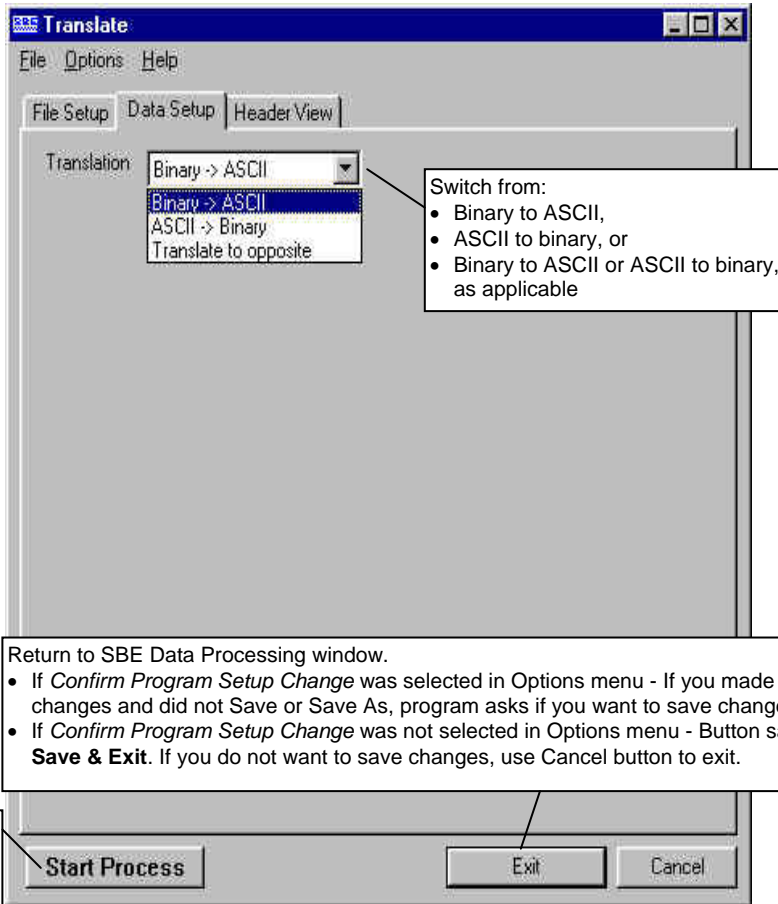 SBE Translate
File Options Help
File Setup Data Setup Header View
Translation Binary -> ASCII
Binary -> ASCII
ASCII -> Binary
Translate to opposite
Switch from:
• Binary to ASCII,
• ASCII to binary, or
• Binary to ASCII or ASCII to binary,
as applicable
Return to SBE Data Processing window.
• If Confirm Program Setup Change was selected in Options menu - If you made
changes and did not Save or Save As, program asks if you want to save
• If Confirm Program Setup Change was not selected in Options menu - Button
Save & Exit. If you do not want to save changes, use Cancel button to exit.
Start Process Exit Cancel